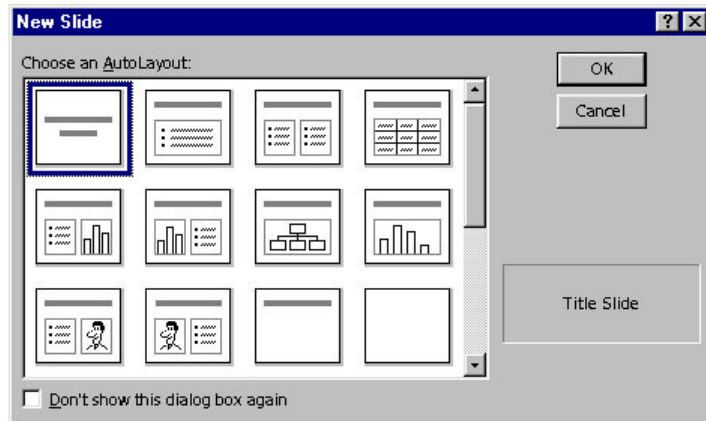 New Slide
Choose an AutoLayout:
OK
Cancel
Title Slide
Don't show this dialog box again